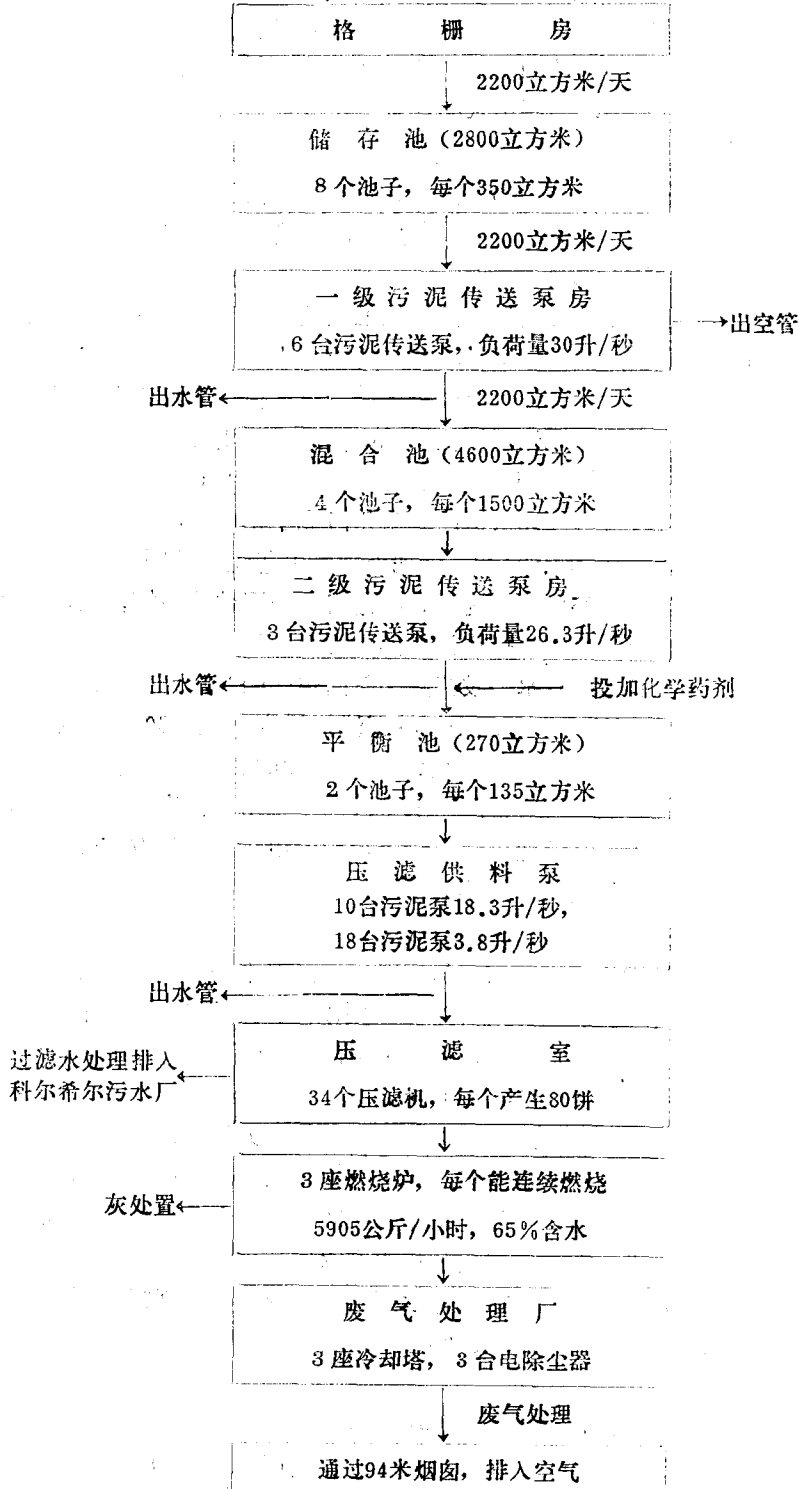 格栅房
2200立方米/天
储存池(2800立方米)
8个池子，每个350立方米
2200立方米/天
一级污泥传送泵房
6台污泥传送泵，负荷量30升/秒
出空管
出水管
2200立方米/天
混合池(4600立方米)
4个池子，每个1500立方米
二级污泥传送泵房
3台污泥传送泵，负荷量26.3升/秒
出水管
投加化学药剂
平衡池(270立方米)
2个池子，每个135立方米
压滤供料泵
10台污泥泵18.3升/秒，
18台污泥泵3.8升/秒
出水管
过滤水处理排入
科尔希尔污水厂
压滤室
34个压滤机，每个产生80饼
灰处置
3座燃烧炉，每个能连续燃烧
5905公斤/小时，65%含水
废气处理厂
3座冷却塔，3台电除尘器
废气处理
通过94米烟囱，排入空气